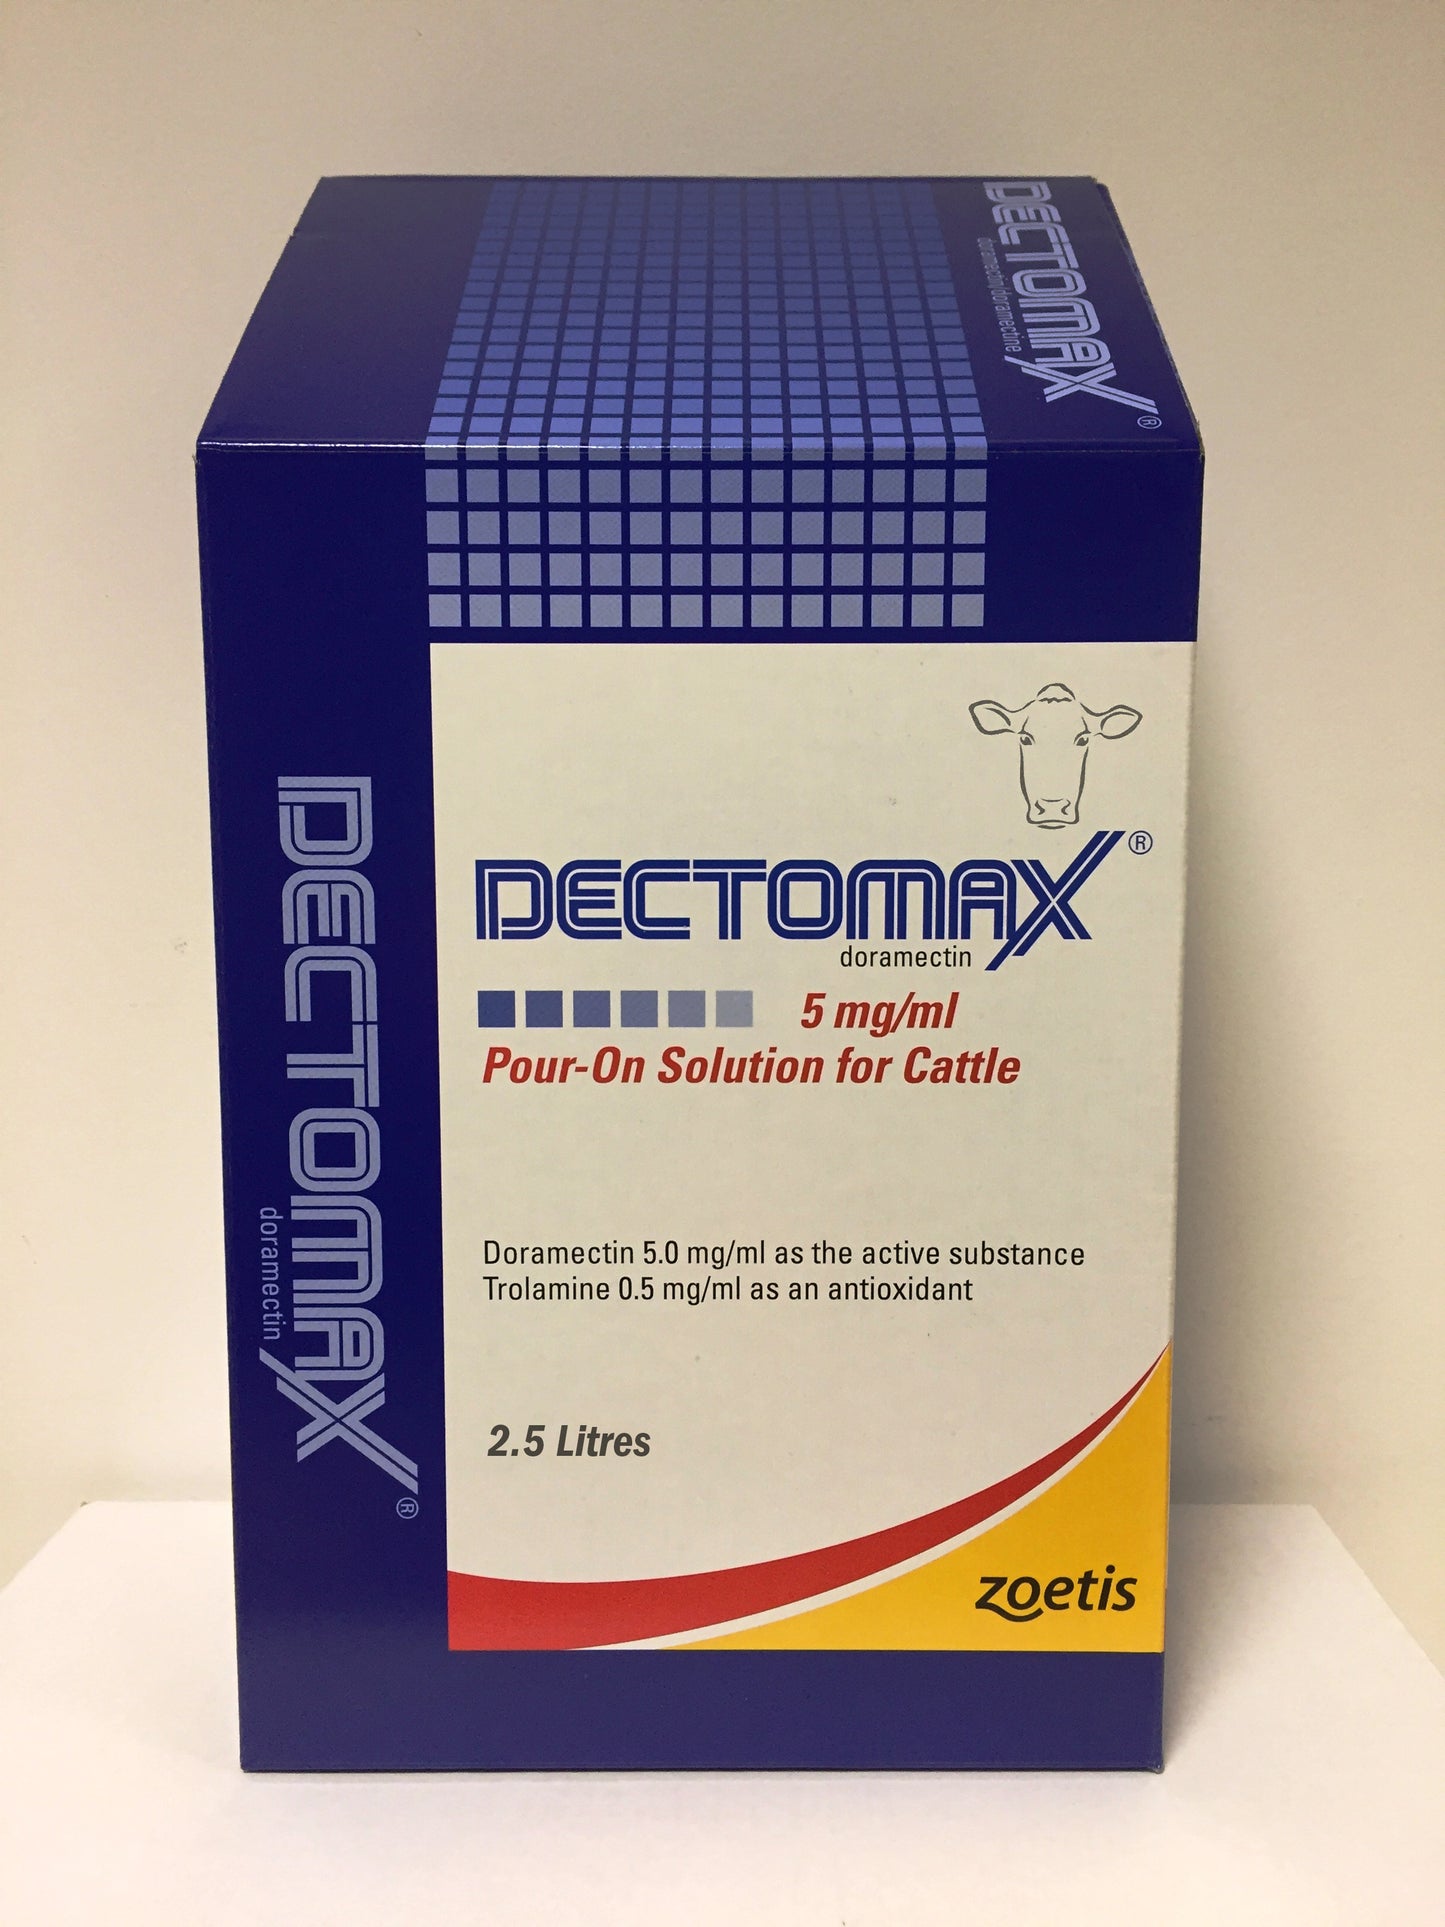 DECTOMAX®
doramectin/doramectine
DECTOMAX®
doramectin
DECTOMAX®
doramectin
5 mg/ml
Pour-On Solution for Cattle
Doramectin 5.0 mg/ml as the active substance
Trolamine 0.5 mg/ml as an antioxidant
2.5 Litres
zoetis